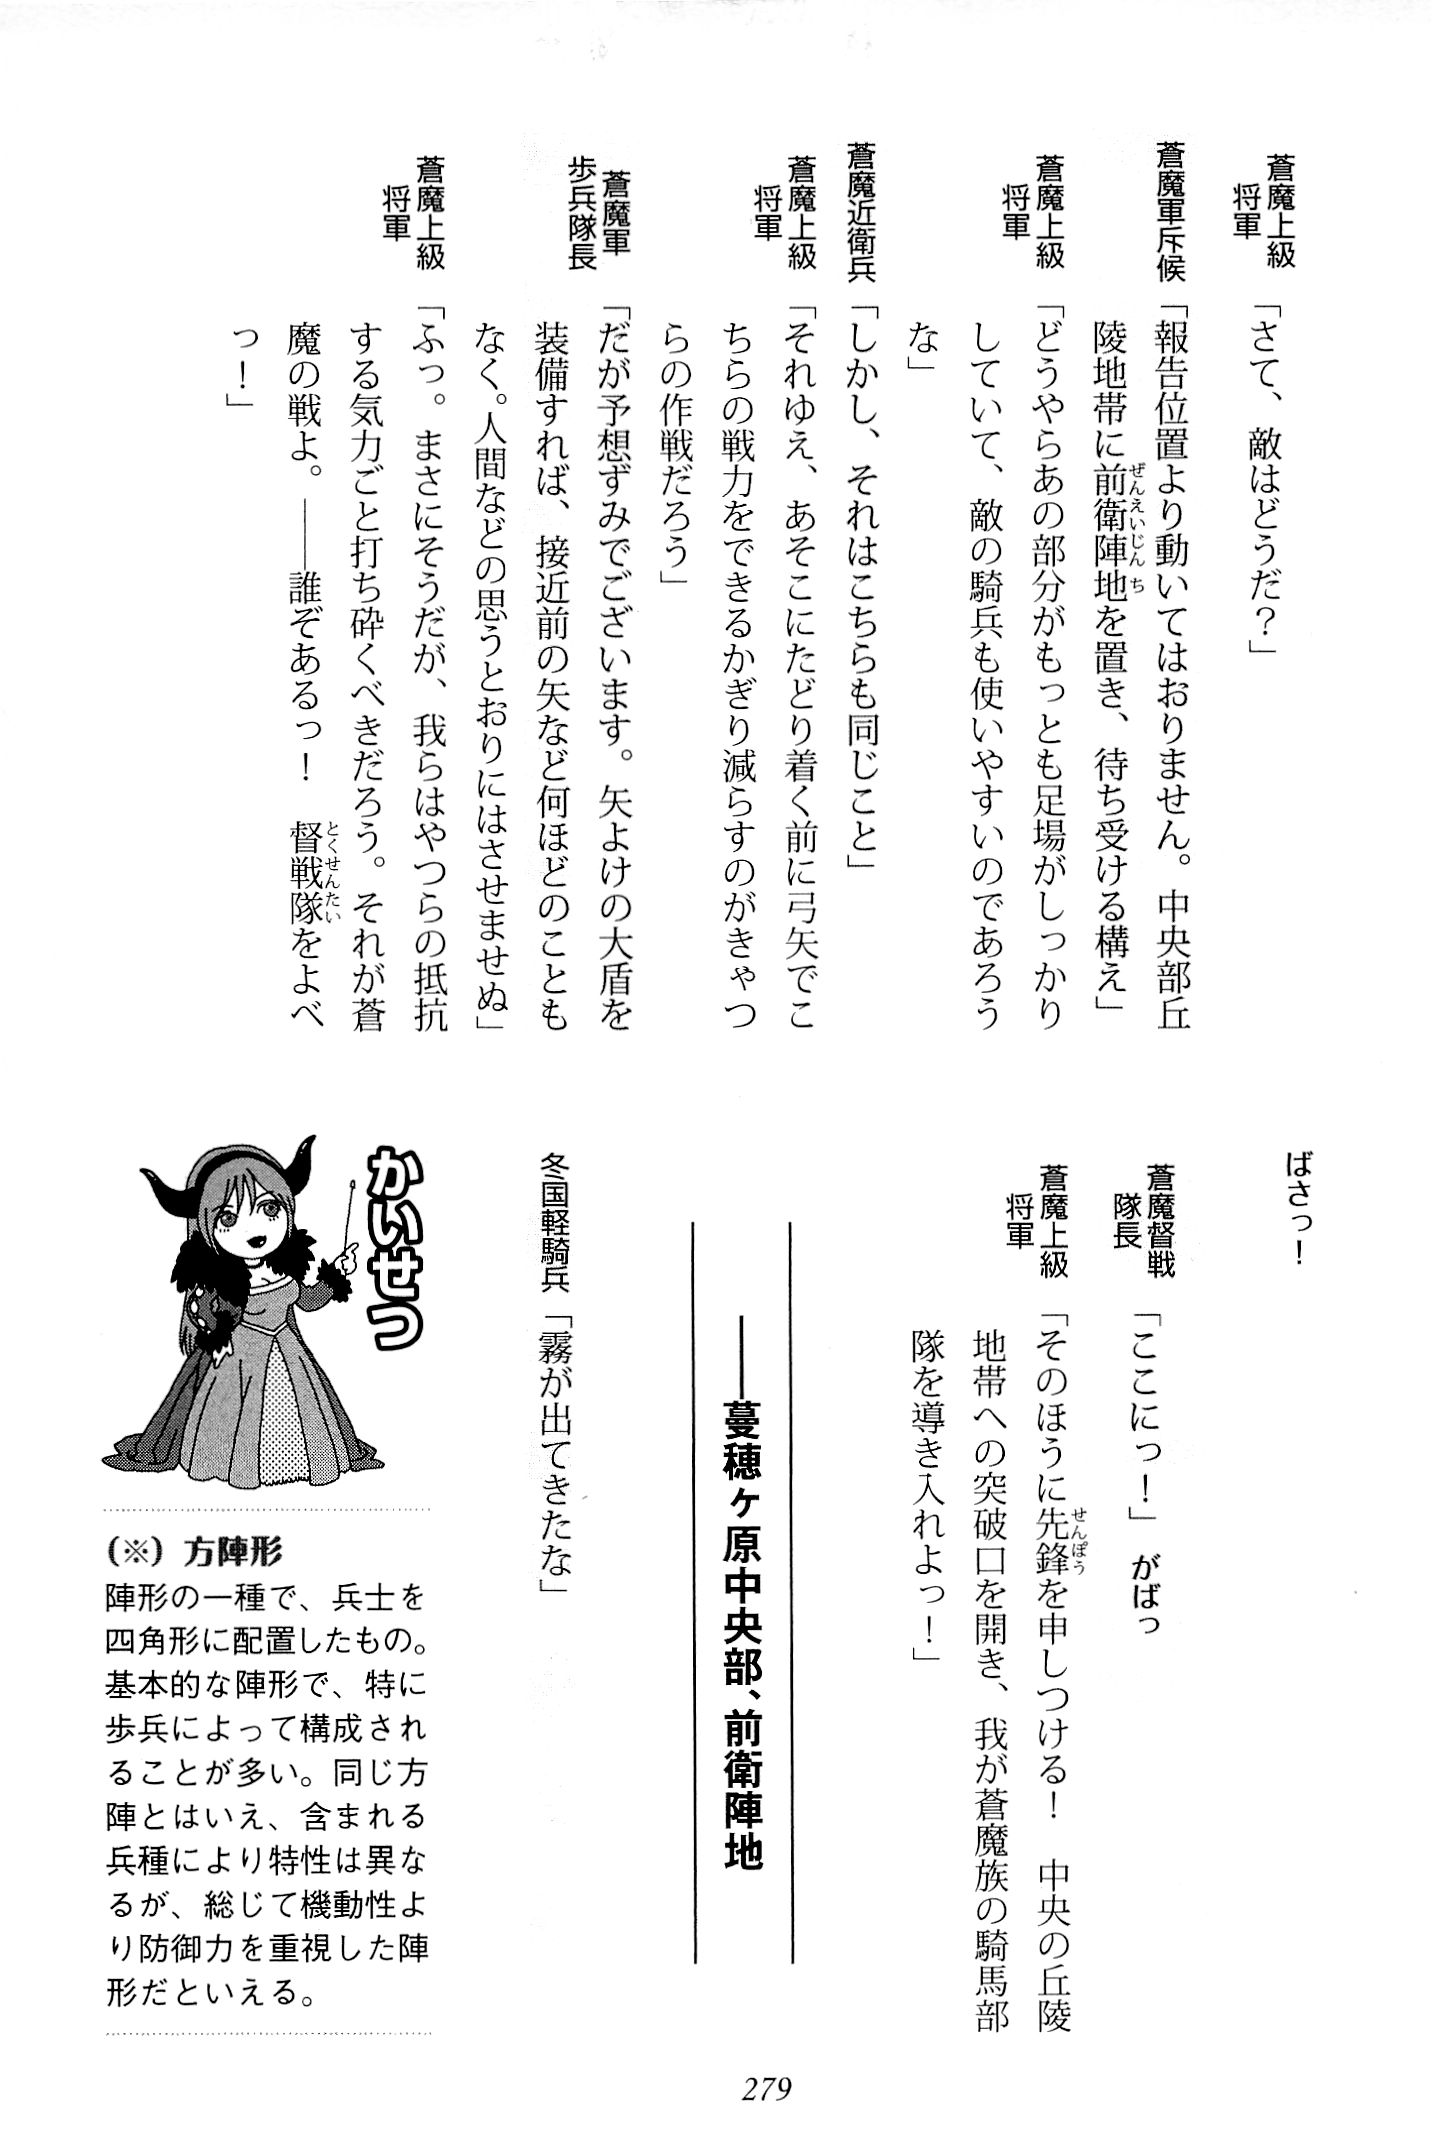 蒼魔上級
将軍
「さて、敵はどうだ？」
蒼魔軍斥候
「報告位置より動いてはおりません。中央部丘
陵地帯に前衛陣地を置き、待ち受ける構え」
ぜんえいじんち
蒼魔上級
将軍
「どうやらあの部分がもっとも足場がしっかり
していて、敵の騎兵も使いやすいのであろう
な」
蒼魔近衛兵
「しかし、それはこちらも同じこと」
蒼魔上級
将軍
「それゆえ、あそこにたどり着く前に弓矢でこ
ちらの戦力をできるかぎり減らすのがきゃつ
らの作戦だろう」
蒼魔軍
歩兵隊長
「だが予想ずみでございます。矢よけの大盾を
装備すれば、接近前の矢など何ほどのことも
なく。人間などの思うとおりにはさせませぬ」
蒼魔上級
将軍
「ふっ。まさにそうだが、我らはやつらの抵抗
する気力ごと打ち砕くべきだろう。それが蒼
魔の戦よ。――誰ぞあるっ！　督戦隊をよべ
とくせんたい
っ！」
ばさっ！
蒼魔督戦
隊長
「ここにっ！」　がばっ
蒼魔上級
将軍
「そのほうに先鋒を申しつける！　中央の丘陵
せんぽう
地帯への突破口を開き、我が蒼魔族の騎馬部
隊を導き入れよっ！」
――蔓穂ヶ原中央部、前衛陣地
冬国軽騎兵
「霧が出てきたな」
かいせつ
（※）方陣形
陣形の一種で、兵士を
四角形に配置したもの。
基本的な陣形で、特に
歩兵によって構成され
ることが多い。同じ方
陣とはいえ、含まれる
兵種により特性は異な
るが、総じて機動性よ
り防御力を重視した陣
形だといえる。
279